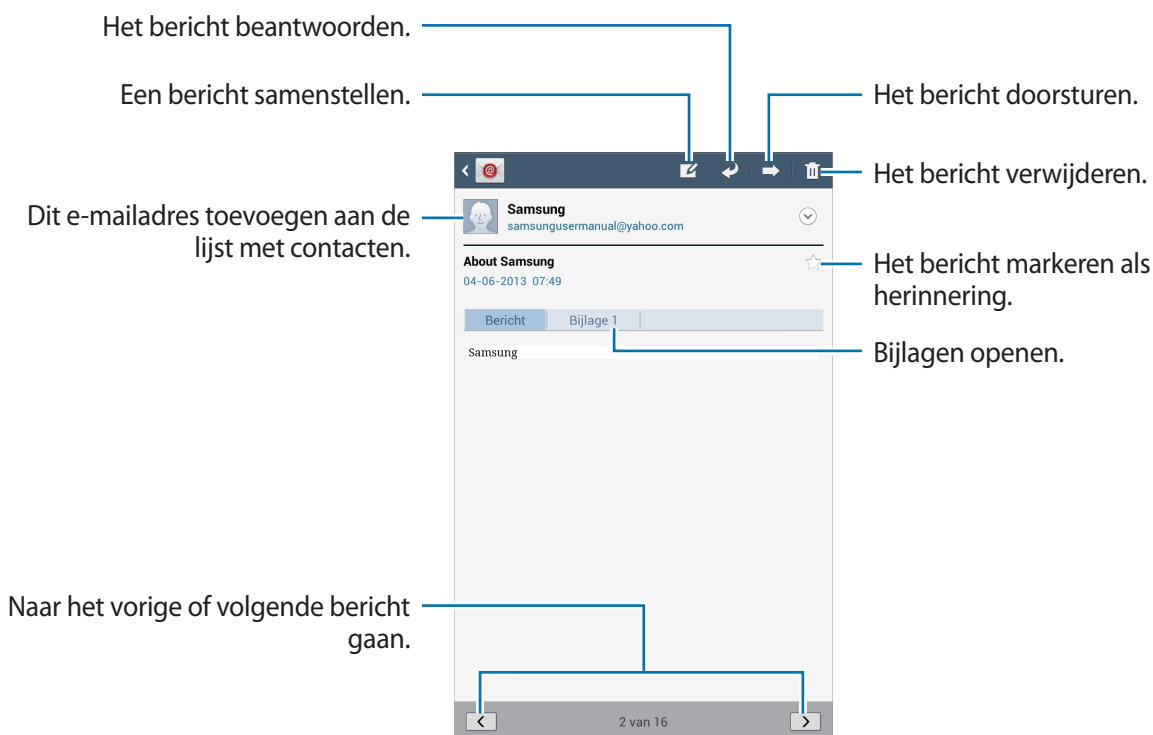 Het bericht beantwoorden.
Een bericht samenstellen.
Het bericht doorsturen.
Het bericht verwijderen.
Dit e-mailadres toevoegen aan de
lijst met contacten.
Samsung
samsungusermanual@yahoo.com
About Samsung
04-06-2013 07:49
Het bericht markeren als
herinnering.
Bericht
Bijlage 1
Bijlagen openen.
Samsung
Naar het vorige of volgende bericht
gaan.
2 van 16